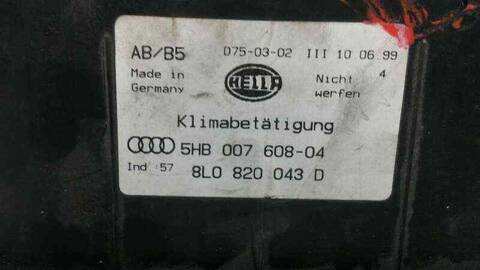 AB/B5 D75-03-02 III 10 06.99
Made in Germany HELLA Nicht werfen 4
Klimabetätigung
5HB 007 608-04
Ind 57 8L0 820 043 D